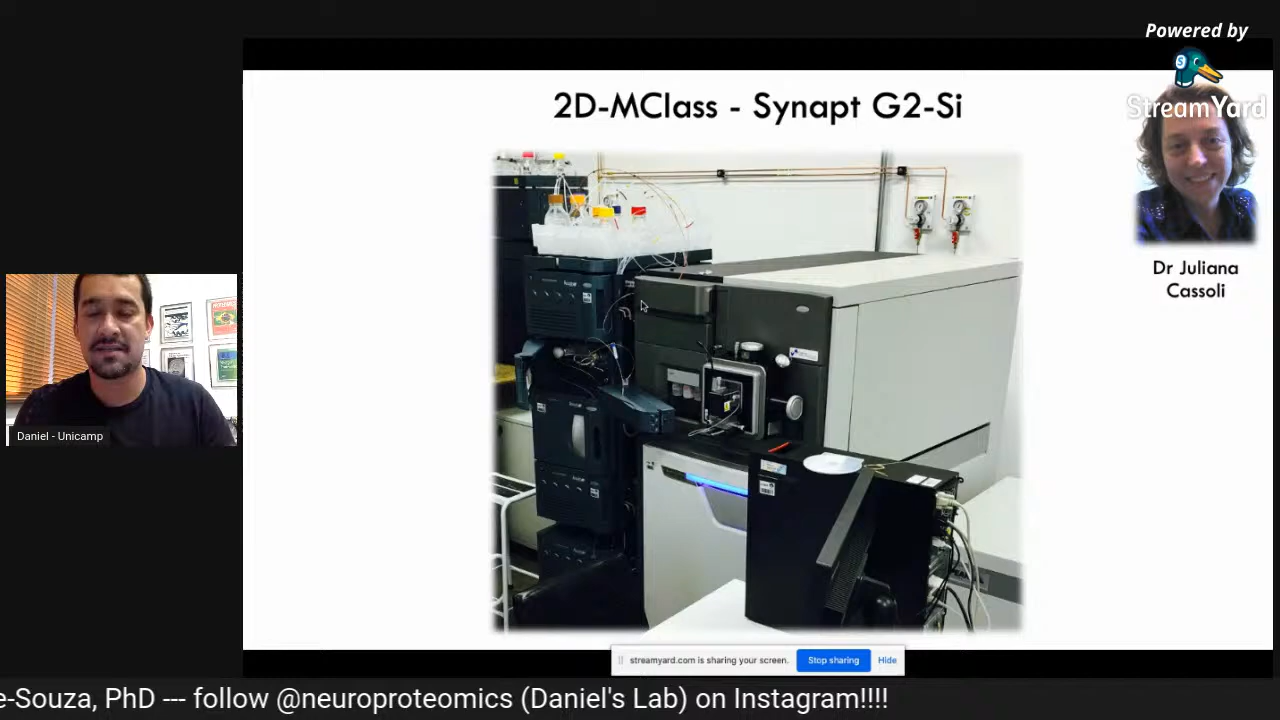 Powered by
StreamYard
2D-MClass - Synapt G2-Si
Dr Juliana
Cassoli
Daniel - Unicamp
streamyard.com is sharing your screen.
Stop sharing
Hide
e-Souza, PhD --- follow @neuroproteomics (Daniel's Lab) on Instagram!!!!